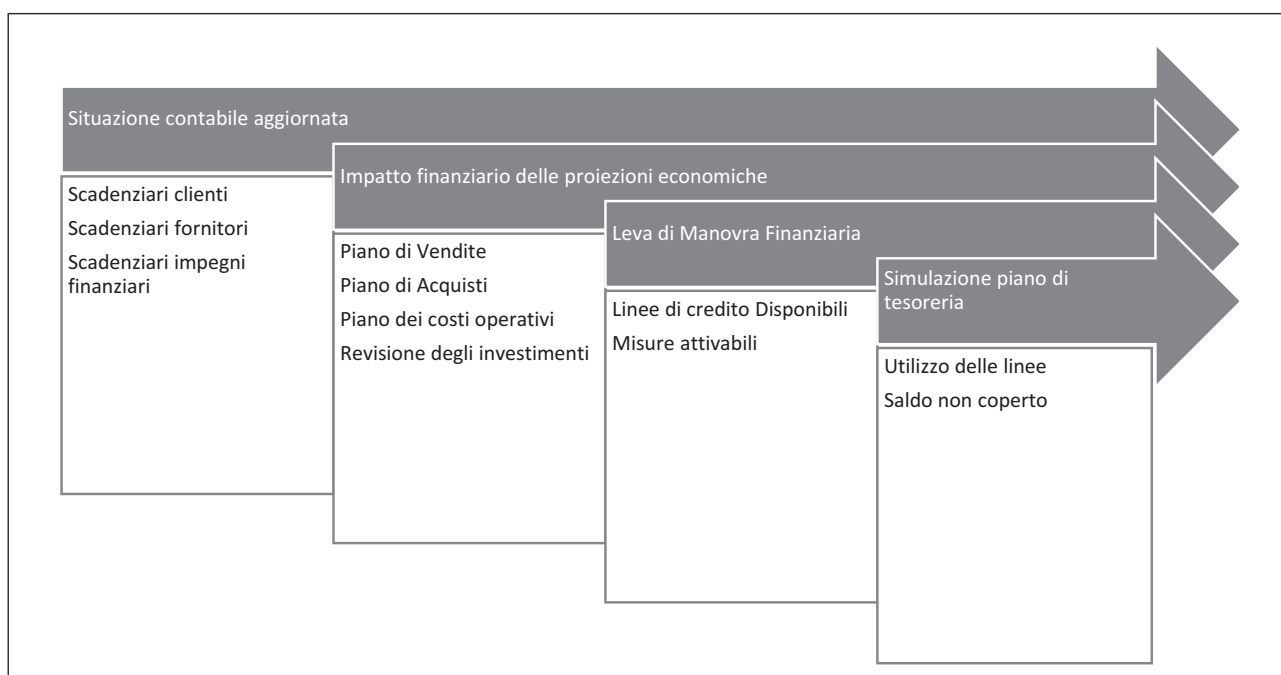 Situazione contabile aggiornata
Scadenziari clienti
Scadenziari fornitori
Scadenziari impegni
finanziari
Impatto finanziario delle proiezioni economiche
Piano di Vendite
Piano di Acquisti
Piano dei costi operativi
Revisione degli investimenti
Leva di Manovra Finanziaria
Linee di credito Disponibili
Misure attivabili
Simulazione piano di
tesoreria
Utilizzo delle linee
Saldo non coperto